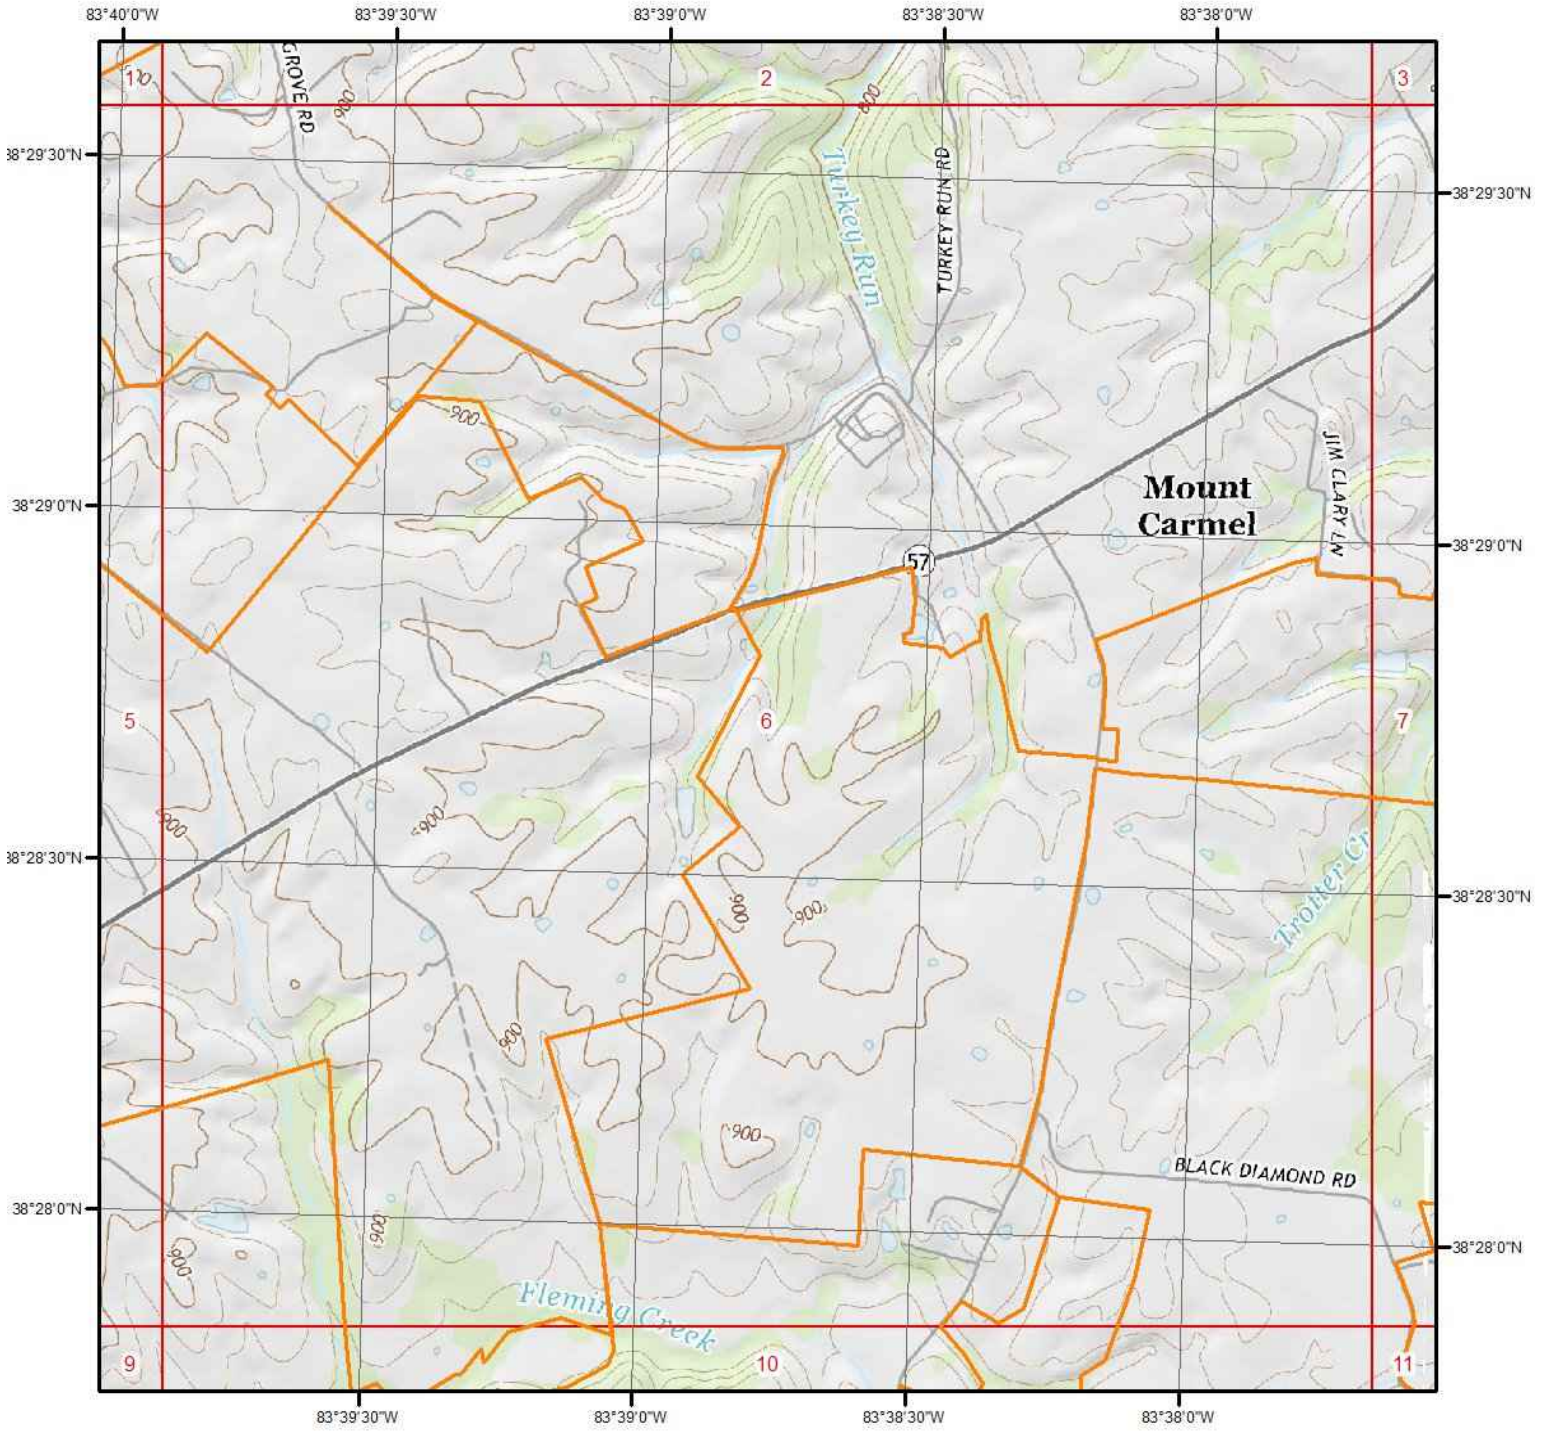 83°40'0"W
83°39'30"W
83°39'0"W
83°38'30"W
83°38'0"W
1
2
3
GROVE RD
900
800
38°29'30"N
38°29'30"N
Turkey Run
TURKEY RUN RD
900
JIM CLARY LN
Mount
Carmel
38°29'0"N
38°29'0"N
57
5
6
7
900
900
38°28'30"N
38°28'30"N
900
900
Trotter Cr
900
900
BLACK DIAMOND RD
38°28'0"N
38°28'0"N
900
900
Fleming Creek
9
10
11
83°39'30"W
83°39'0"W
83°38'30"W
83°38'0"W